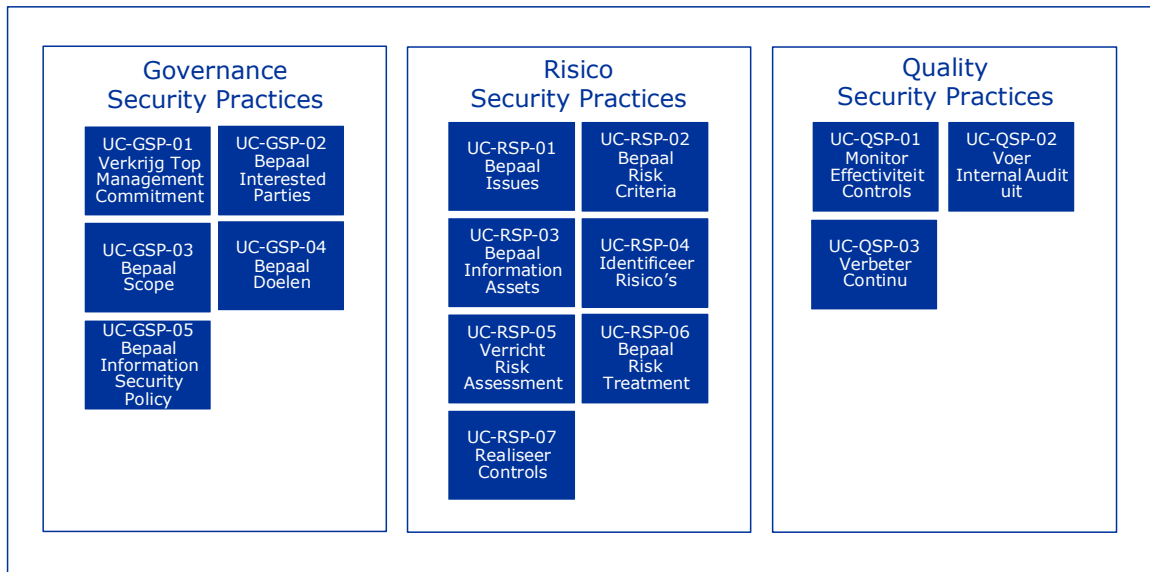 Governance
Security Practices
UC-GSP-01
Verkrijg Top
Management
Commitment
UC-GSP-02
Bepaal
Interested
Parties
UC-GSP-03
Bepaal
Scope
UC-GSP-04
Bepaal
Doelen
UC-GSP-05
Bepaal
Information
Security
Policy
Risico
Security Practices
UC-RSP-01
Bepaal
Issues
UC-RSP-02
Bepaal
Risk
Criteria
UC-RSP-03
Bepaal
Information
Assets
UC-RSP-04
Identificeer
Risico's
UC-RSP-05
Verricht
Risk
Assessment
UC-RSP-06
Bepaal
Risk
Treatment
UC-RSP-07
Realiseer
Controls
Quality
Security Practices
UC-QSP-01
Monitor
Effectiviteit
Controls
UC-QSP-02
Voer
Internal Audit
uit
UC-QSP-03
Verbeter
Continu